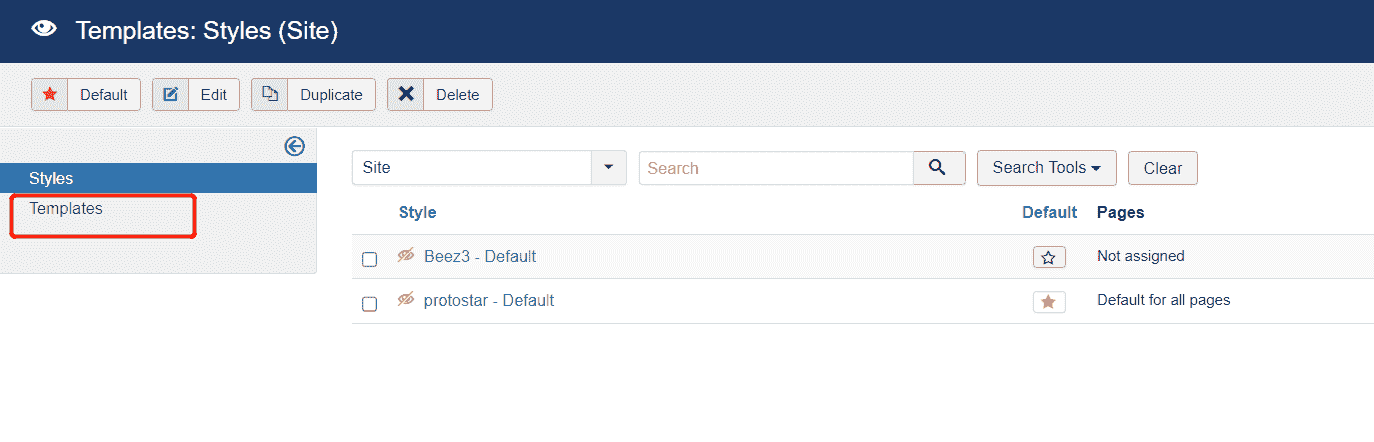 Templates: Styles (Site)
Default Edit Duplicate Delete
Styles
Templates
Site Search Search Tools Clear
Style Default Pages
Beez3 - Default Not assigned
protostar - Default Default for all pages